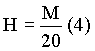 H = M/20 (4)